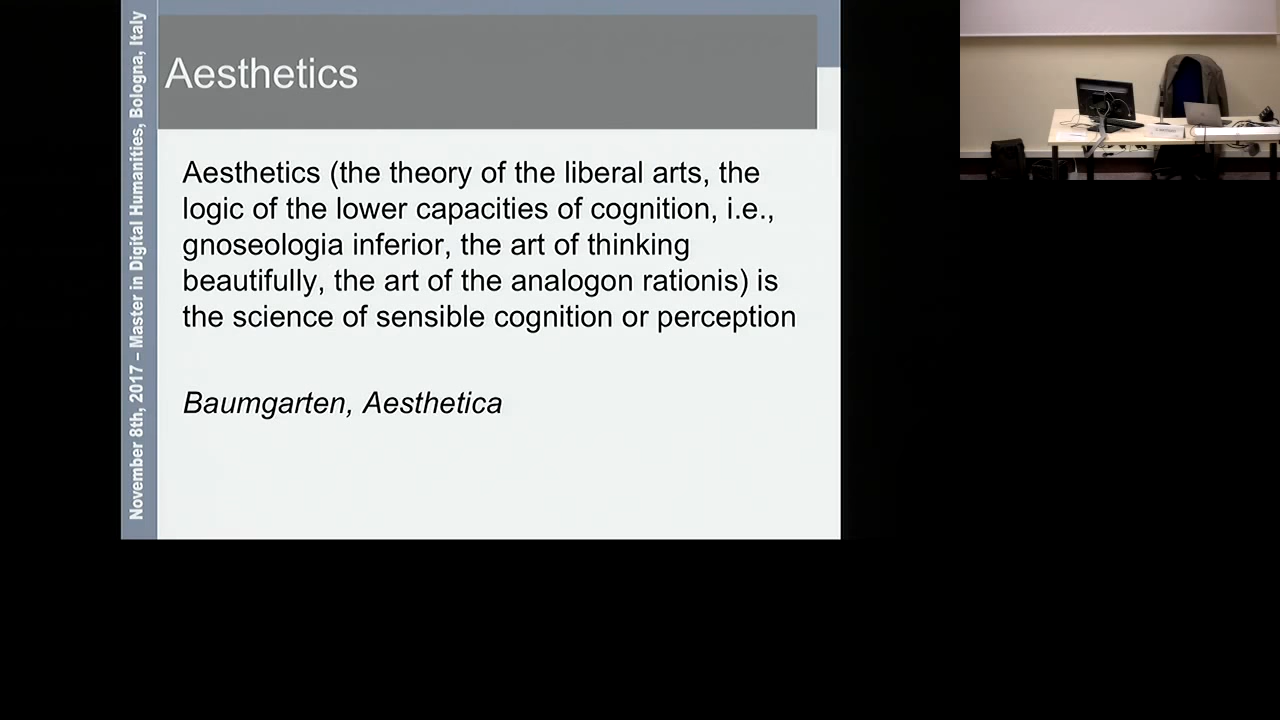 November 8th, 2017 – Master in Digital Humanities, Bologna, Italy
Aesthetics
Aesthetics (the theory of the liberal arts, the
logic of the lower capacities of cognition, i.e.,
gnoseologia inferior, the art of thinking
beautifully, the art of the analogon rationis) is
the science of sensible cognition or perception
Baumgarten, Aesthetica